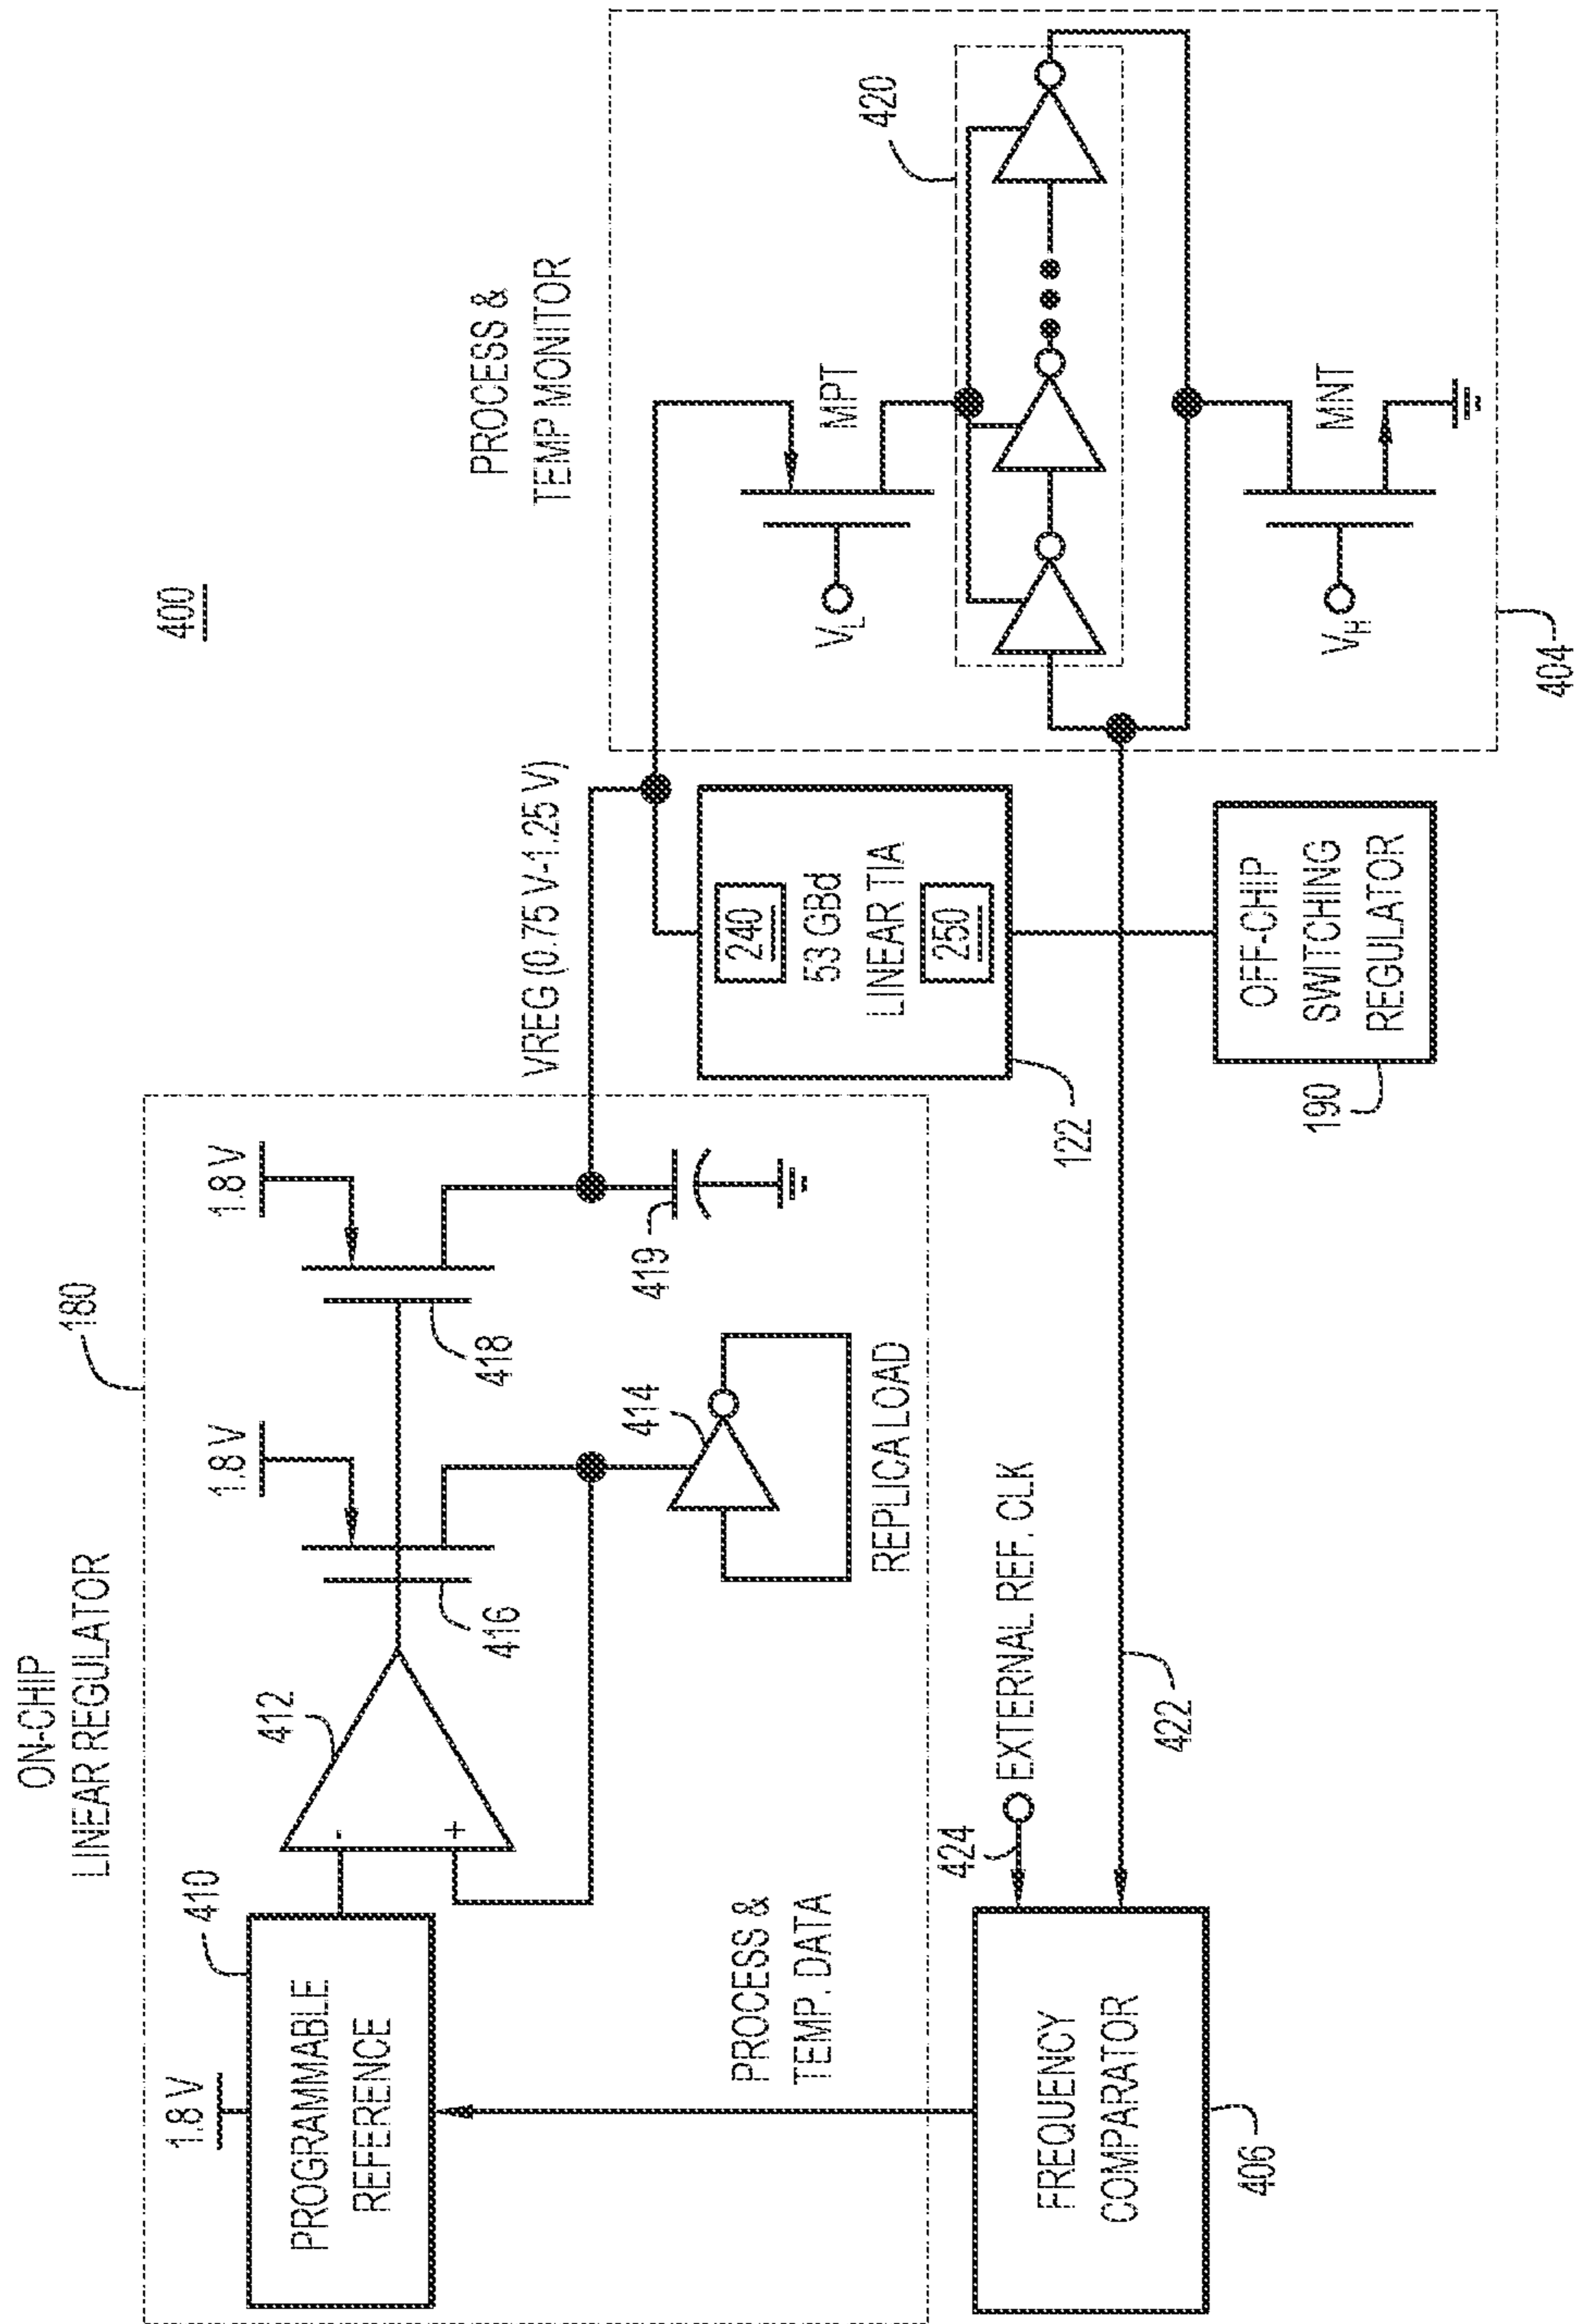 400
ON-CHIP
LINEAR REGULATOR
180
1.8 V
PROGRAMMABLE
REFERENCE
410
-
+
412
1.8 V
416
1.8 V
418
414
REPLICA LOAD
419
VREG (0.75 V-1.25 V)
PROCESS &
TEMP. DATA
FREQUENCY
COMPARATOR
406
424
EXTERNAL REF. CLK
422
240
53 GBd
LINEAR TIA
250
122
OFF-CHIP
SWITCHING
REGULATOR
190
PROCESS &
TEMP MONITOR
VL
MPT
420
VH
MNT
404